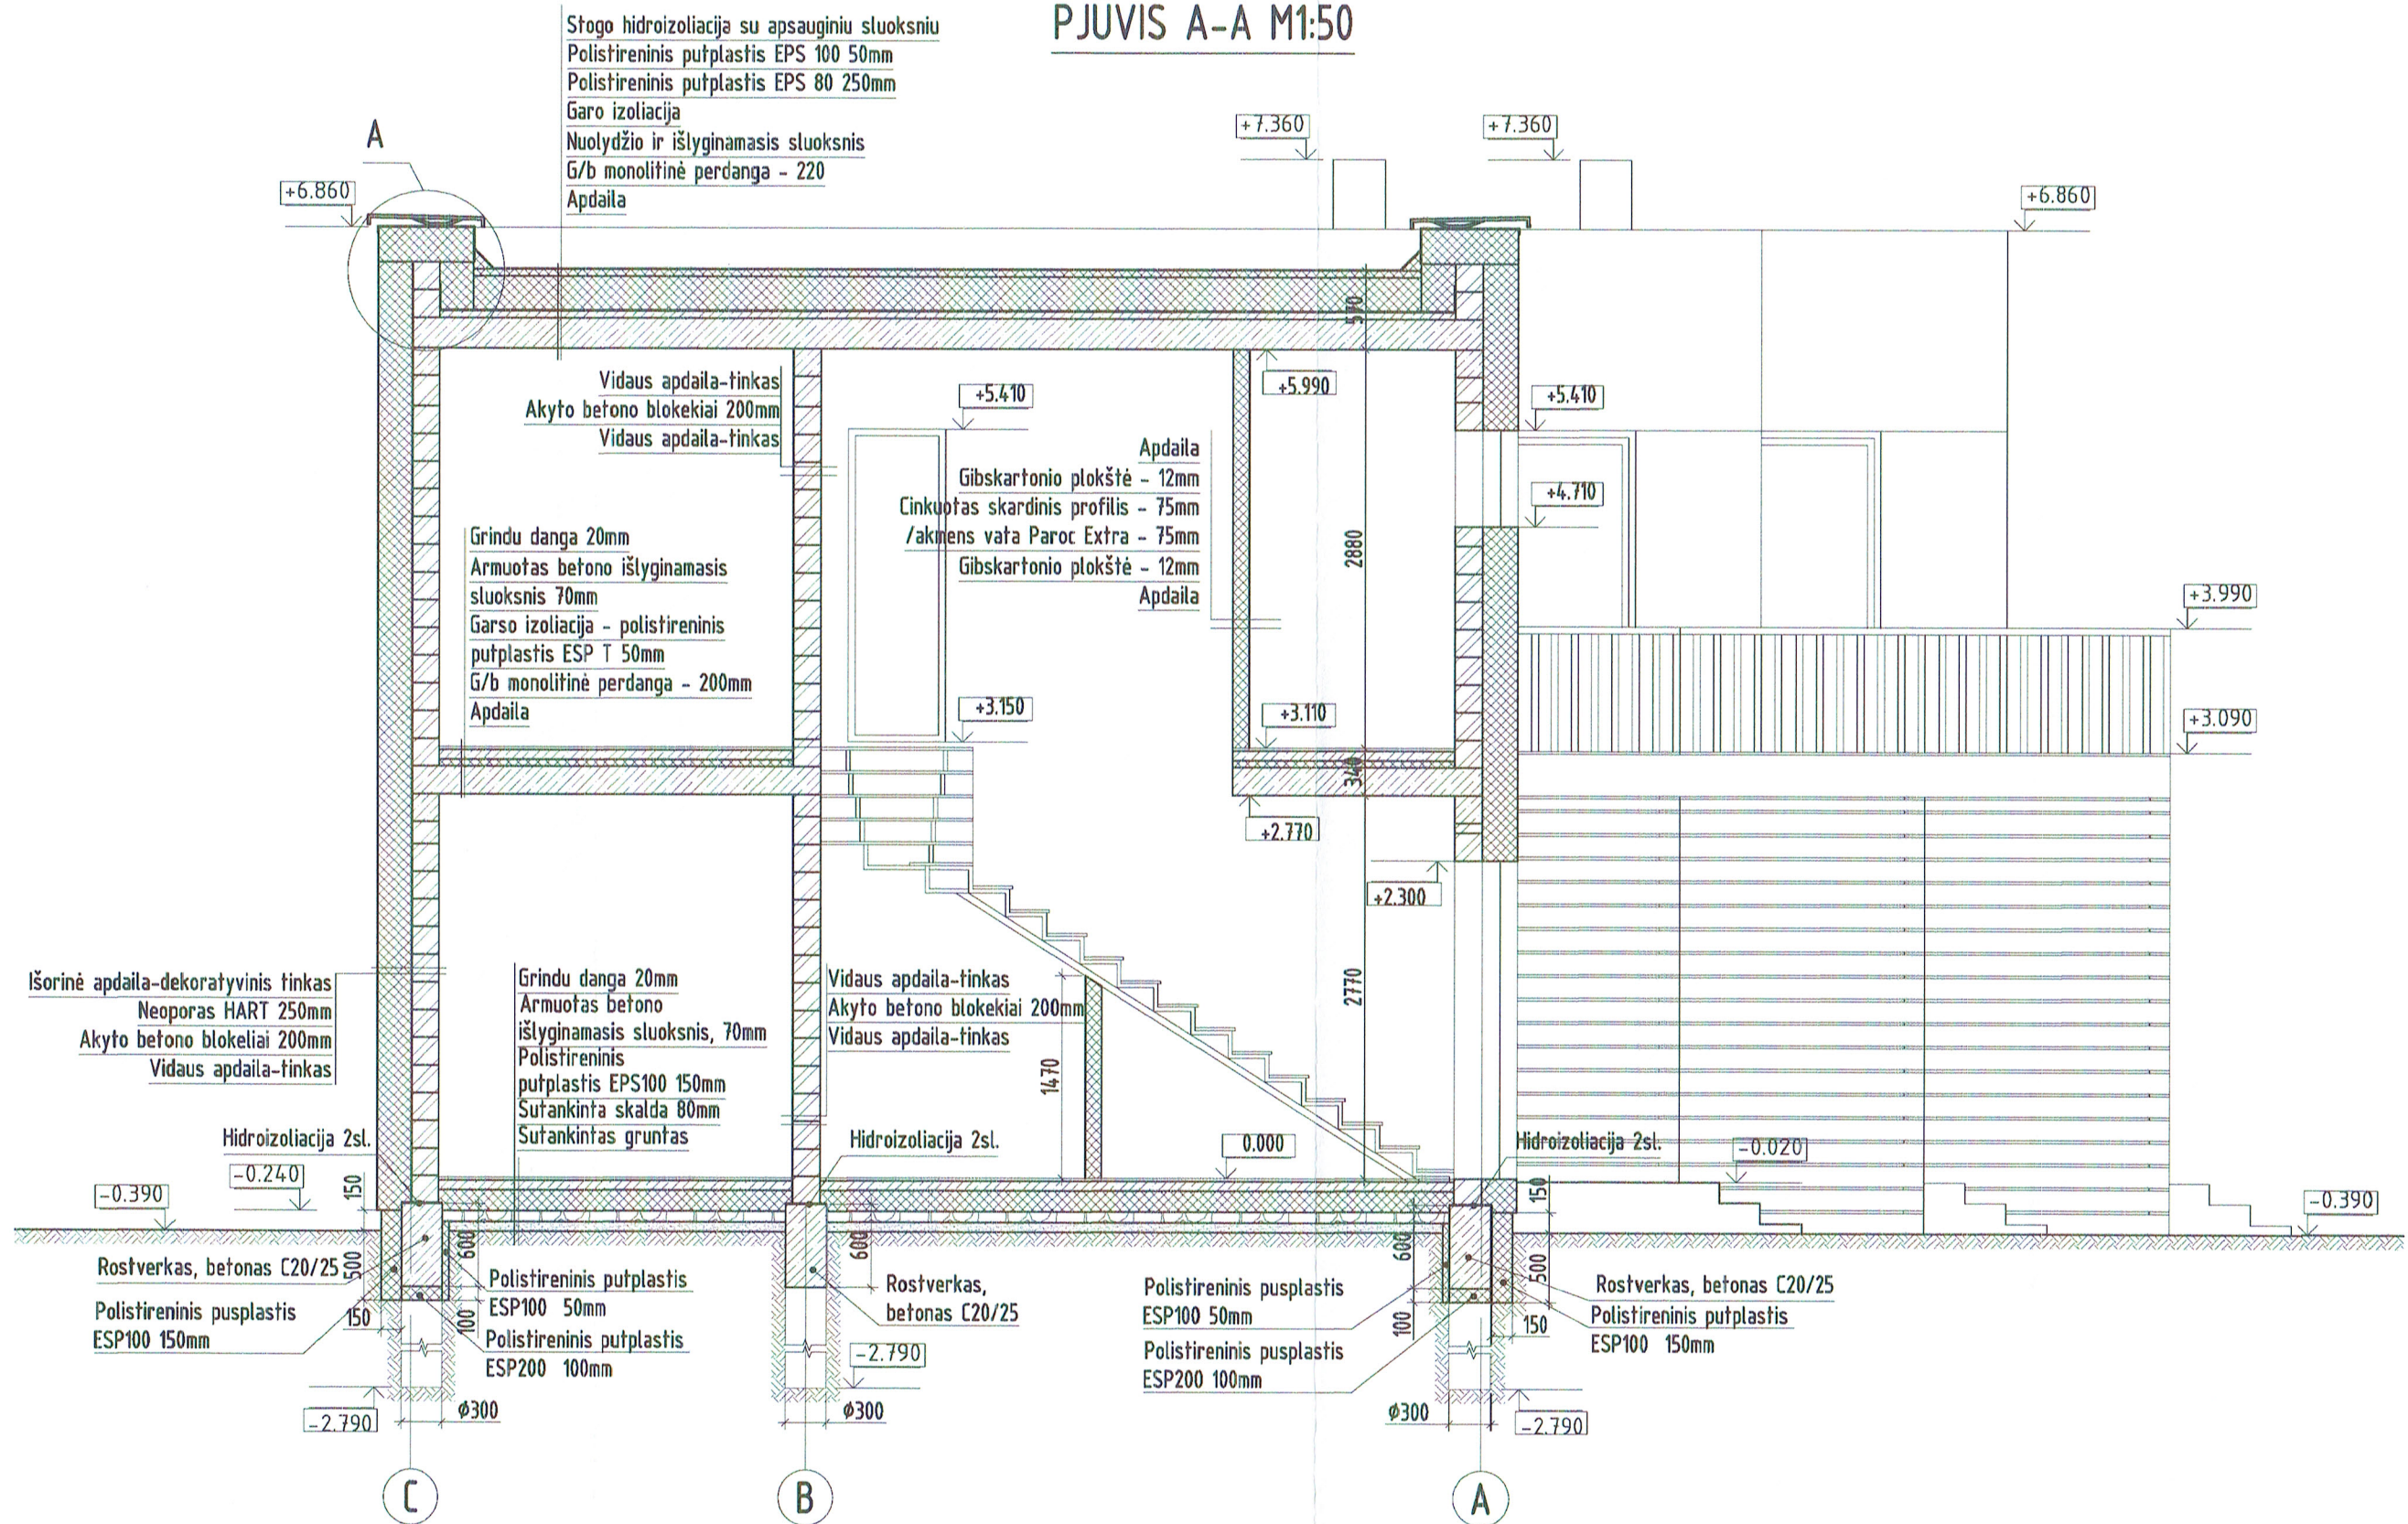 PJUVIS A-A M1:50
Stogo hidroizoliacija su apsauginiu sluoksniu
Polistireninis putplastis EPS 100 50mm
Polistireninis putplastis EPS 80 250mm
Garo izoliacija
Nuolydžio ir išlyginamasis sluoksnis
G/b monolitinė perdanga - 220
Apdaila
A
+6.860
+7.360
+7.360
+6.860
570
Vidaus apdaila-tinkas
Akyto betono blokekiai 200mm
Vidaus apdaila-tinkas
+5.410
+5.990
+5.410
Apdaila
Gibskartonio plokštė - 12mm
Cinkuotas skardinis profilis - 75mm
/akmens vata Paroc Extra - 75mm
Gibskartonio plokštė - 12mm
Apdaila
+4.710
2880
Grindu danga 20mm
Armuotas betono išlyginamasis
sluoksnis 70mm
Garso izoliacija - polistireninis
putplastis ESP T 50mm
G/b monolitinė perdanga - 200mm
Apdaila
+3.990
+3.150
+3.110
+3.090
340
+2.770
+2.300
Išorinė apdaila-dekoratyvinis tinkas
Neoporas HART 250mm
Akyto betono blokeliai 200mm
Vidaus apdaila-tinkas
Grindu danga 20mm
Armuotas betono
išlyginamasis sluoksnis, 70mm
Polistireninis
putplastis EPS100 150mm
Sutankinta skalda 80mm
Sutankintas gruntas
Vidaus apdaila-tinkas
Akyto betono blokekiai 200mm
Vidaus apdaila-tinkas
1470
2770
Hidroizoliacija 2sl.
Hidroizoliacija 2sl.
0.000
Hidroizoliacija 2sl.
-0.020
-0.240
-0.390
150
150
-0.390
500
600
600
600
500
Rostverkas, betonas C20/25
Polistireninis pusplastis
ESP100 150mm
150
100
Polistireninis putplastis
ESP100 50mm
Polistireninis putplastis
ESP200 100mm
Rostverkas,
betonas C20/25
-2.790
Polistireninis pusplastis
ESP100 50mm
Polistireninis pusplastis
ESP200 100mm
100
150
Rostverkas, betonas C20/25
Polistireninis putplastis
ESP100 150mm
-2.790
Ø300
Ø300
Ø300
-2.790
C
B
A